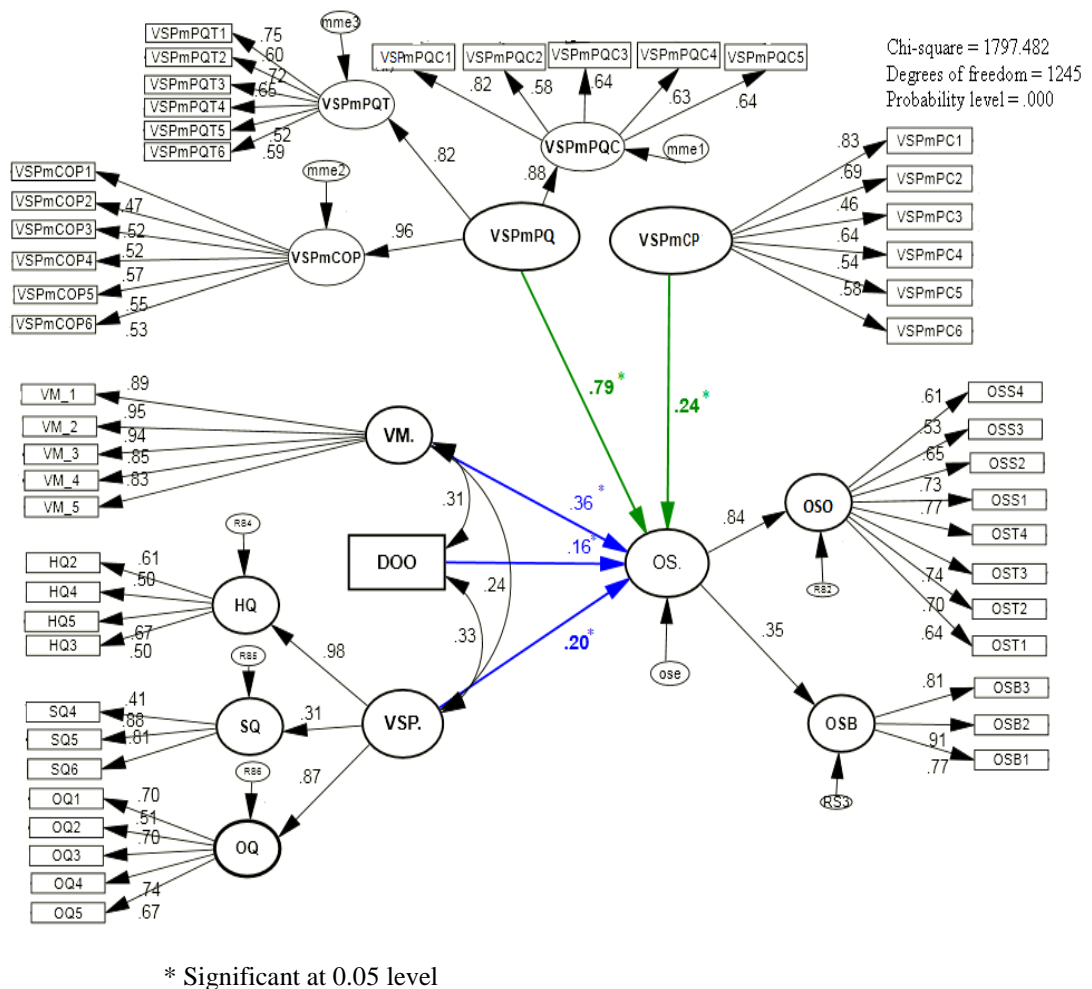 VSPmPQT1
VSPmPQT2
VSPmPQT3
VSPmPQT4
VSPmPQT5
VSPmPQT6
.75
.60
.72
.65
.52
.59
mme3
VSPmPQT
VSPmPQC1
VSPmPQC2
VSPmPQC3
VSPmPQC4
VSPmPQC5
.82
.58
.64
.63
.64
VSPmPQC
mme1
Chi-square = 1797.482
Degrees of freedom = 1245
Probability level = .000
.82
.88
VSPmCOP1
VSPmCOP2
VSPmCOP3
VSPmCOP4
VSPmCOP5
VSPmCOP6
.47
.52
.52
.57
.55
.53
mme2
VSPmCOP
.96
VSPmPQ
VSPmCP
.83
.69
.46
.64
.54
.58
VSPmPC1
VSPmPC2
VSPmPC3
VSPmPC4
VSPmPC5
VSPmPC6
.79*
.24*
VM_1
VM_2
VM_3
VM_4
VM_5
.89
.95
.94
.85
.83
VM.
.31
.36*
DOO
.16*
.24
.33
.20*
OS.
ose
.84
.35
OSO
RS2
.61
.53
.65
.73
.77
.74
.70
.64
OSS4
OSS3
OSS2
OSS1
OST4
OST3
OST2
OST1
OSB
RS3
.81
.91
.77
OSB3
OSB2
OSB1
HQ2
HQ4
HQ5
HQ3
.61
.50
.67
.50
RS4
HQ
.98
SQ4
SQ5
SQ6
.41
.88
.81
RS5
SQ
.31
VSP.
.87
RS6
OQ
OQ1
OQ2
OQ3
OQ4
OQ5
.70
.51
.70
.74
.67
* Significant at 0.05 level